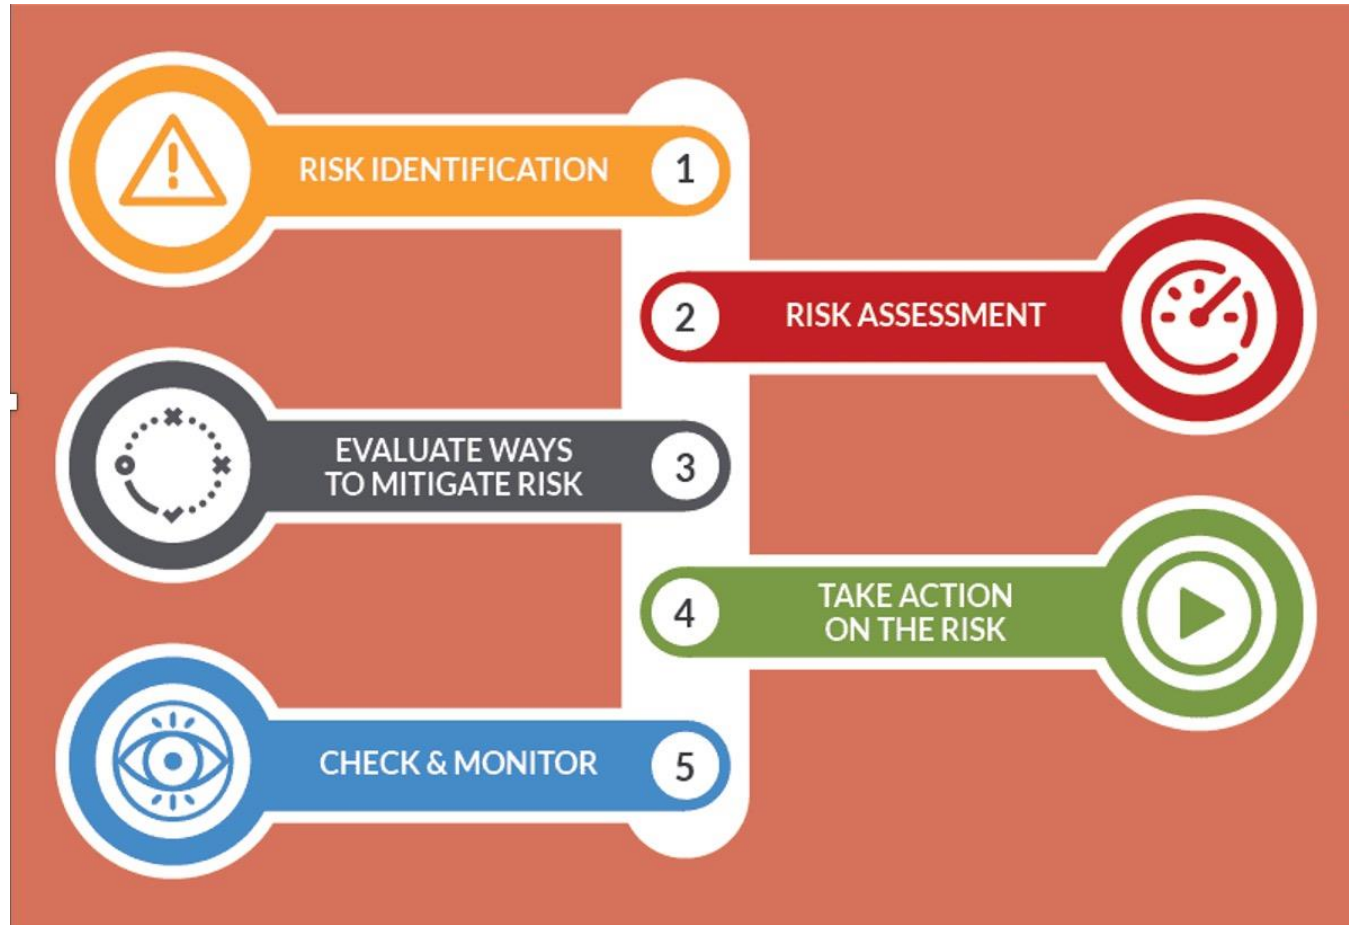 RISK IDENTIFICATION 1
2 RISK ASSESSMENT
EVALUATE WAYS
TO MITIGATE RISK 3
4 TAKE ACTION
ON THE RISK
CHECK & MONITOR 5